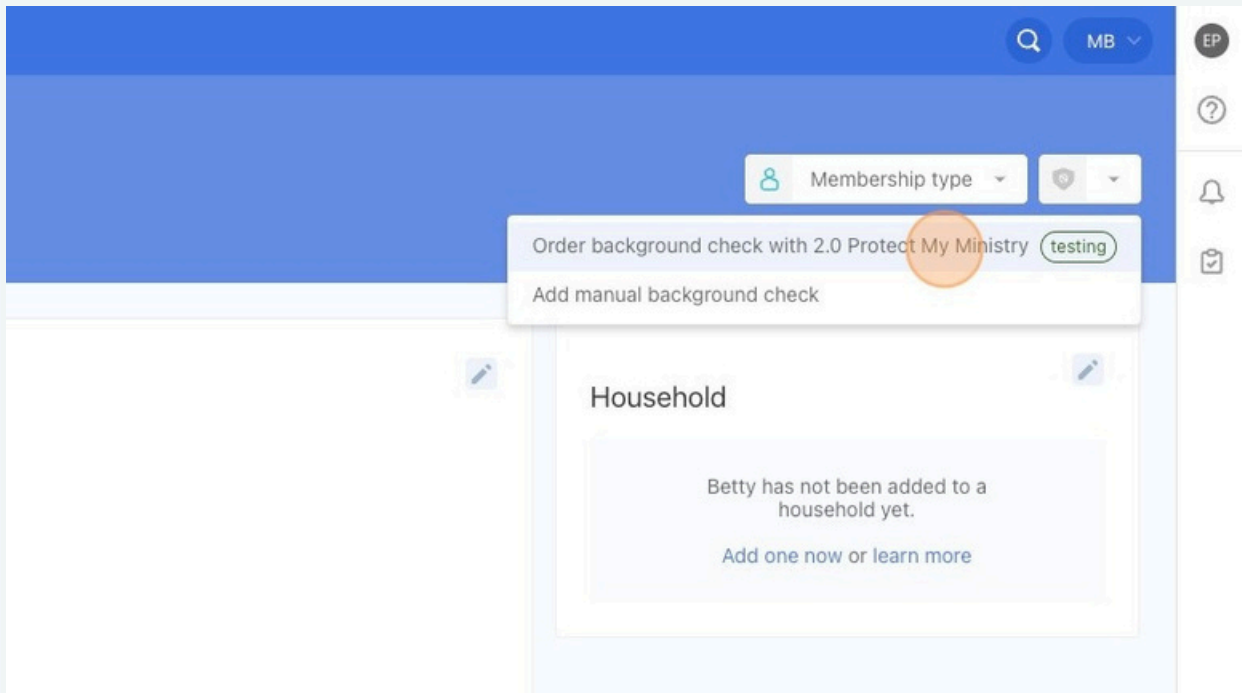 MB
EP
Membership type
Order background check with 2.0 Protect My Ministry testing
Add manual background check
Household
Betty has not been added to a
household yet.
Add one now or learn more